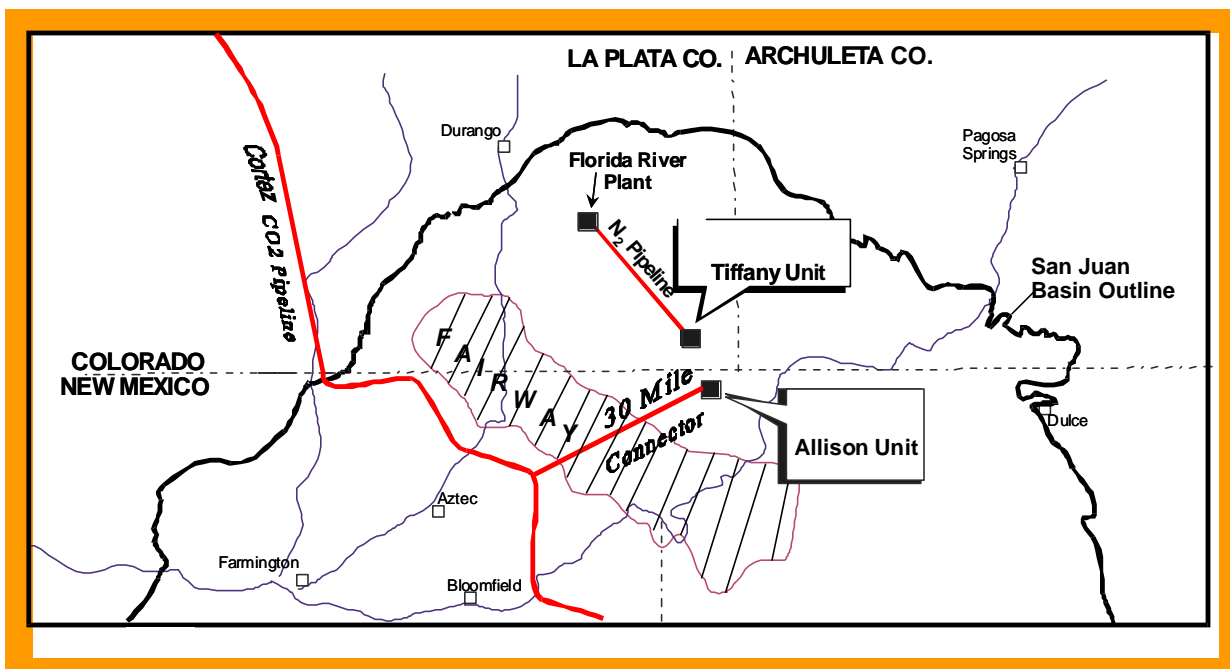 LA PLATA CO.
ARCHULETA CO.
Durango
Pagosa
Springs
Florida River
Plant
Cortez CO2 Pipeline
N2 Pipeline
Tiffany Unit
San Juan
Basin Outline
COLORADO
NEW MEXICO
FAIRWAY
30 Mile
Connector
Dulce
Allison Unit
Aztec
Farmington
Bloomfield